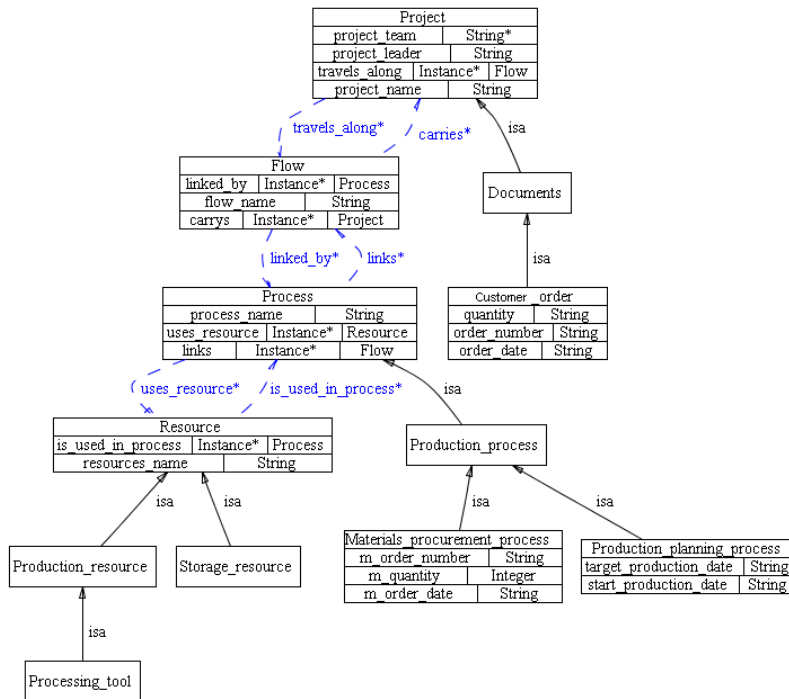 Project
project_team String*
project_leader String
travels_along Instance* Flow
project_name String
travels_along*
carries*
isa
Flow
linked_by Instance* Process
flow_name String
carrys Instance* Project
Documents
linked_by*
links*
isa
Process
process_name String
uses_resource Instance* Resource
links Instance* Flow
Customer _order
quantity String
order_number String
order_date String
uses_resource*
is_used_in_process*
isa
Resource
is_used_in_process Instance* Process
resources_name String
Production_process
isa
isa
isa
isa
Production_resource
Storage_resource
Materials_procurement_process
m_order_number String
m_quantity Integer
m_order_date String
Production_planning_process
target_production_date String
start_production_date String
isa
Processing_tool